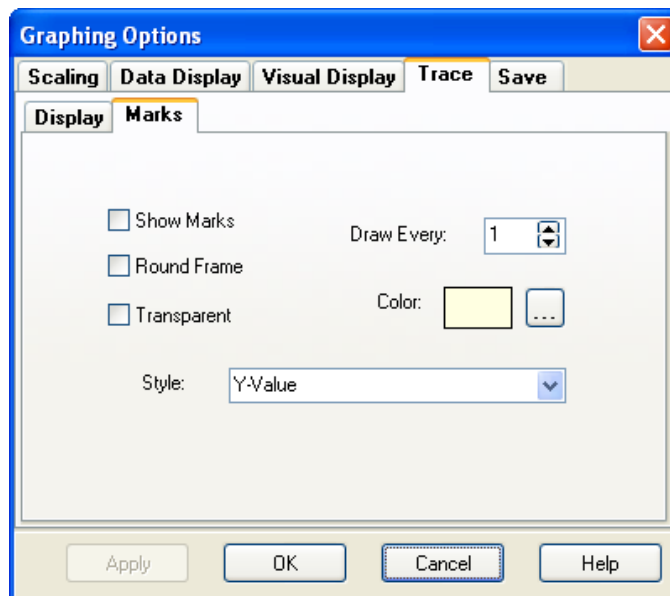 Graphing Options
Scaling Data Display Visual Display Trace Save
Display Marks
Show Marks
Draw Every: 1
Round Frame
Color: ...
Transparent
Style: Y-Value
Apply OK Cancel Help